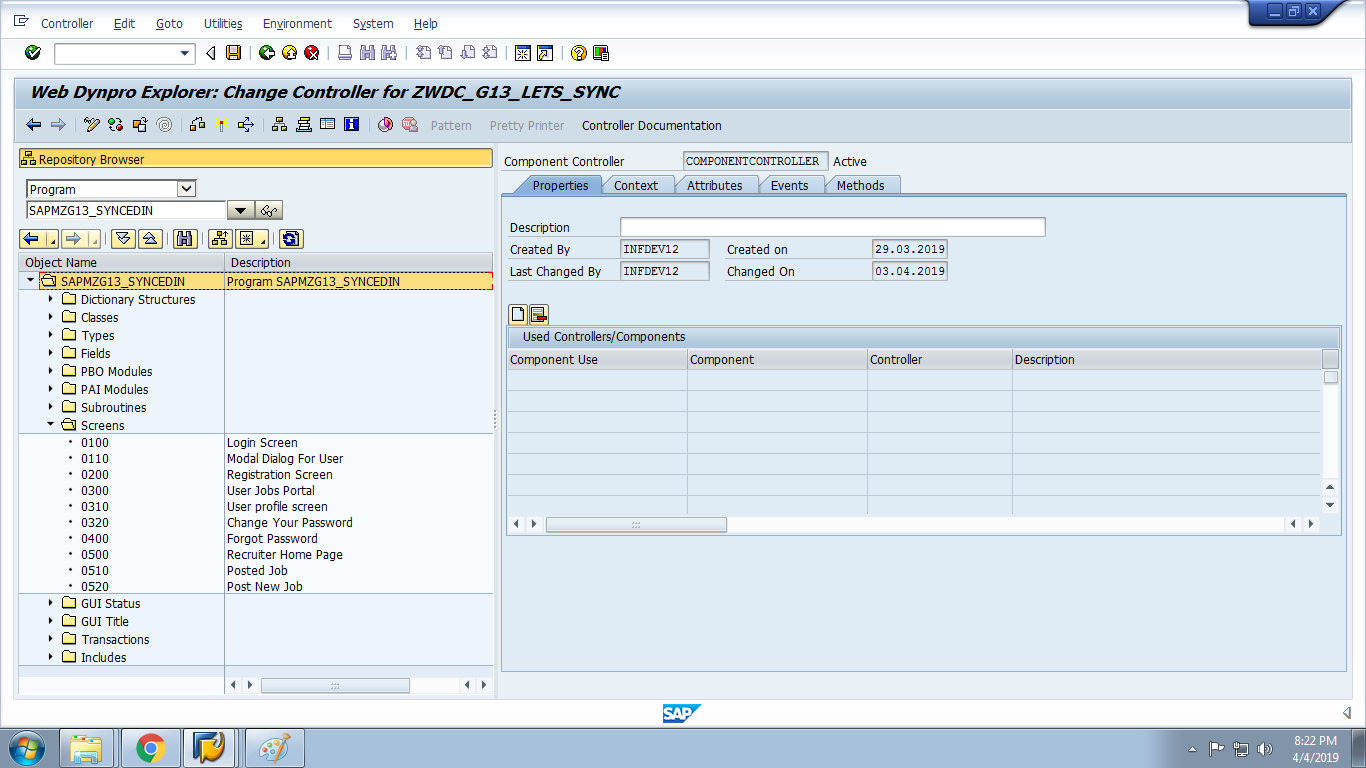 Controller Edit Goto Utilities Environment System Help
Web Dynpro Explorer: Change Controller for ZWDC_G13_LETS_SYNC
Pattern Pretty Printer Controller Documentation
Repository Browser
Program
SAPMZG13_SYNCEDIN
Object Name Description
SAPMZG13_SYNCEDIN Program SAPMZG13_SYNCEDIN
Dictionary Structures
Classes
Types
Fields
PBO Modules
PAI Modules
Subroutines
Screens
0100 Login Screen
0110 Modal Dialog For User
0200 Registration Screen
0300 User Jobs Portal
0310 User profile screen
0320 Change Your Password
0400 Forgot Password
0500 Recruiter Home Page
0510 Posted Job
0520 Post New Job
GUI Status
GUI Title
Transactions
Includes
Component Controller COMPONENTCONTROLLER Active
Properties Context Attributes Events Methods
Description
Created By INFDEV12 Created on 29.03.2019
Last Changed By INFDEV12 Changed On 03.04.2019
Used Controllers/Components
Component Use Component Controller Description
SAP
8:22 PM
4/4/2019